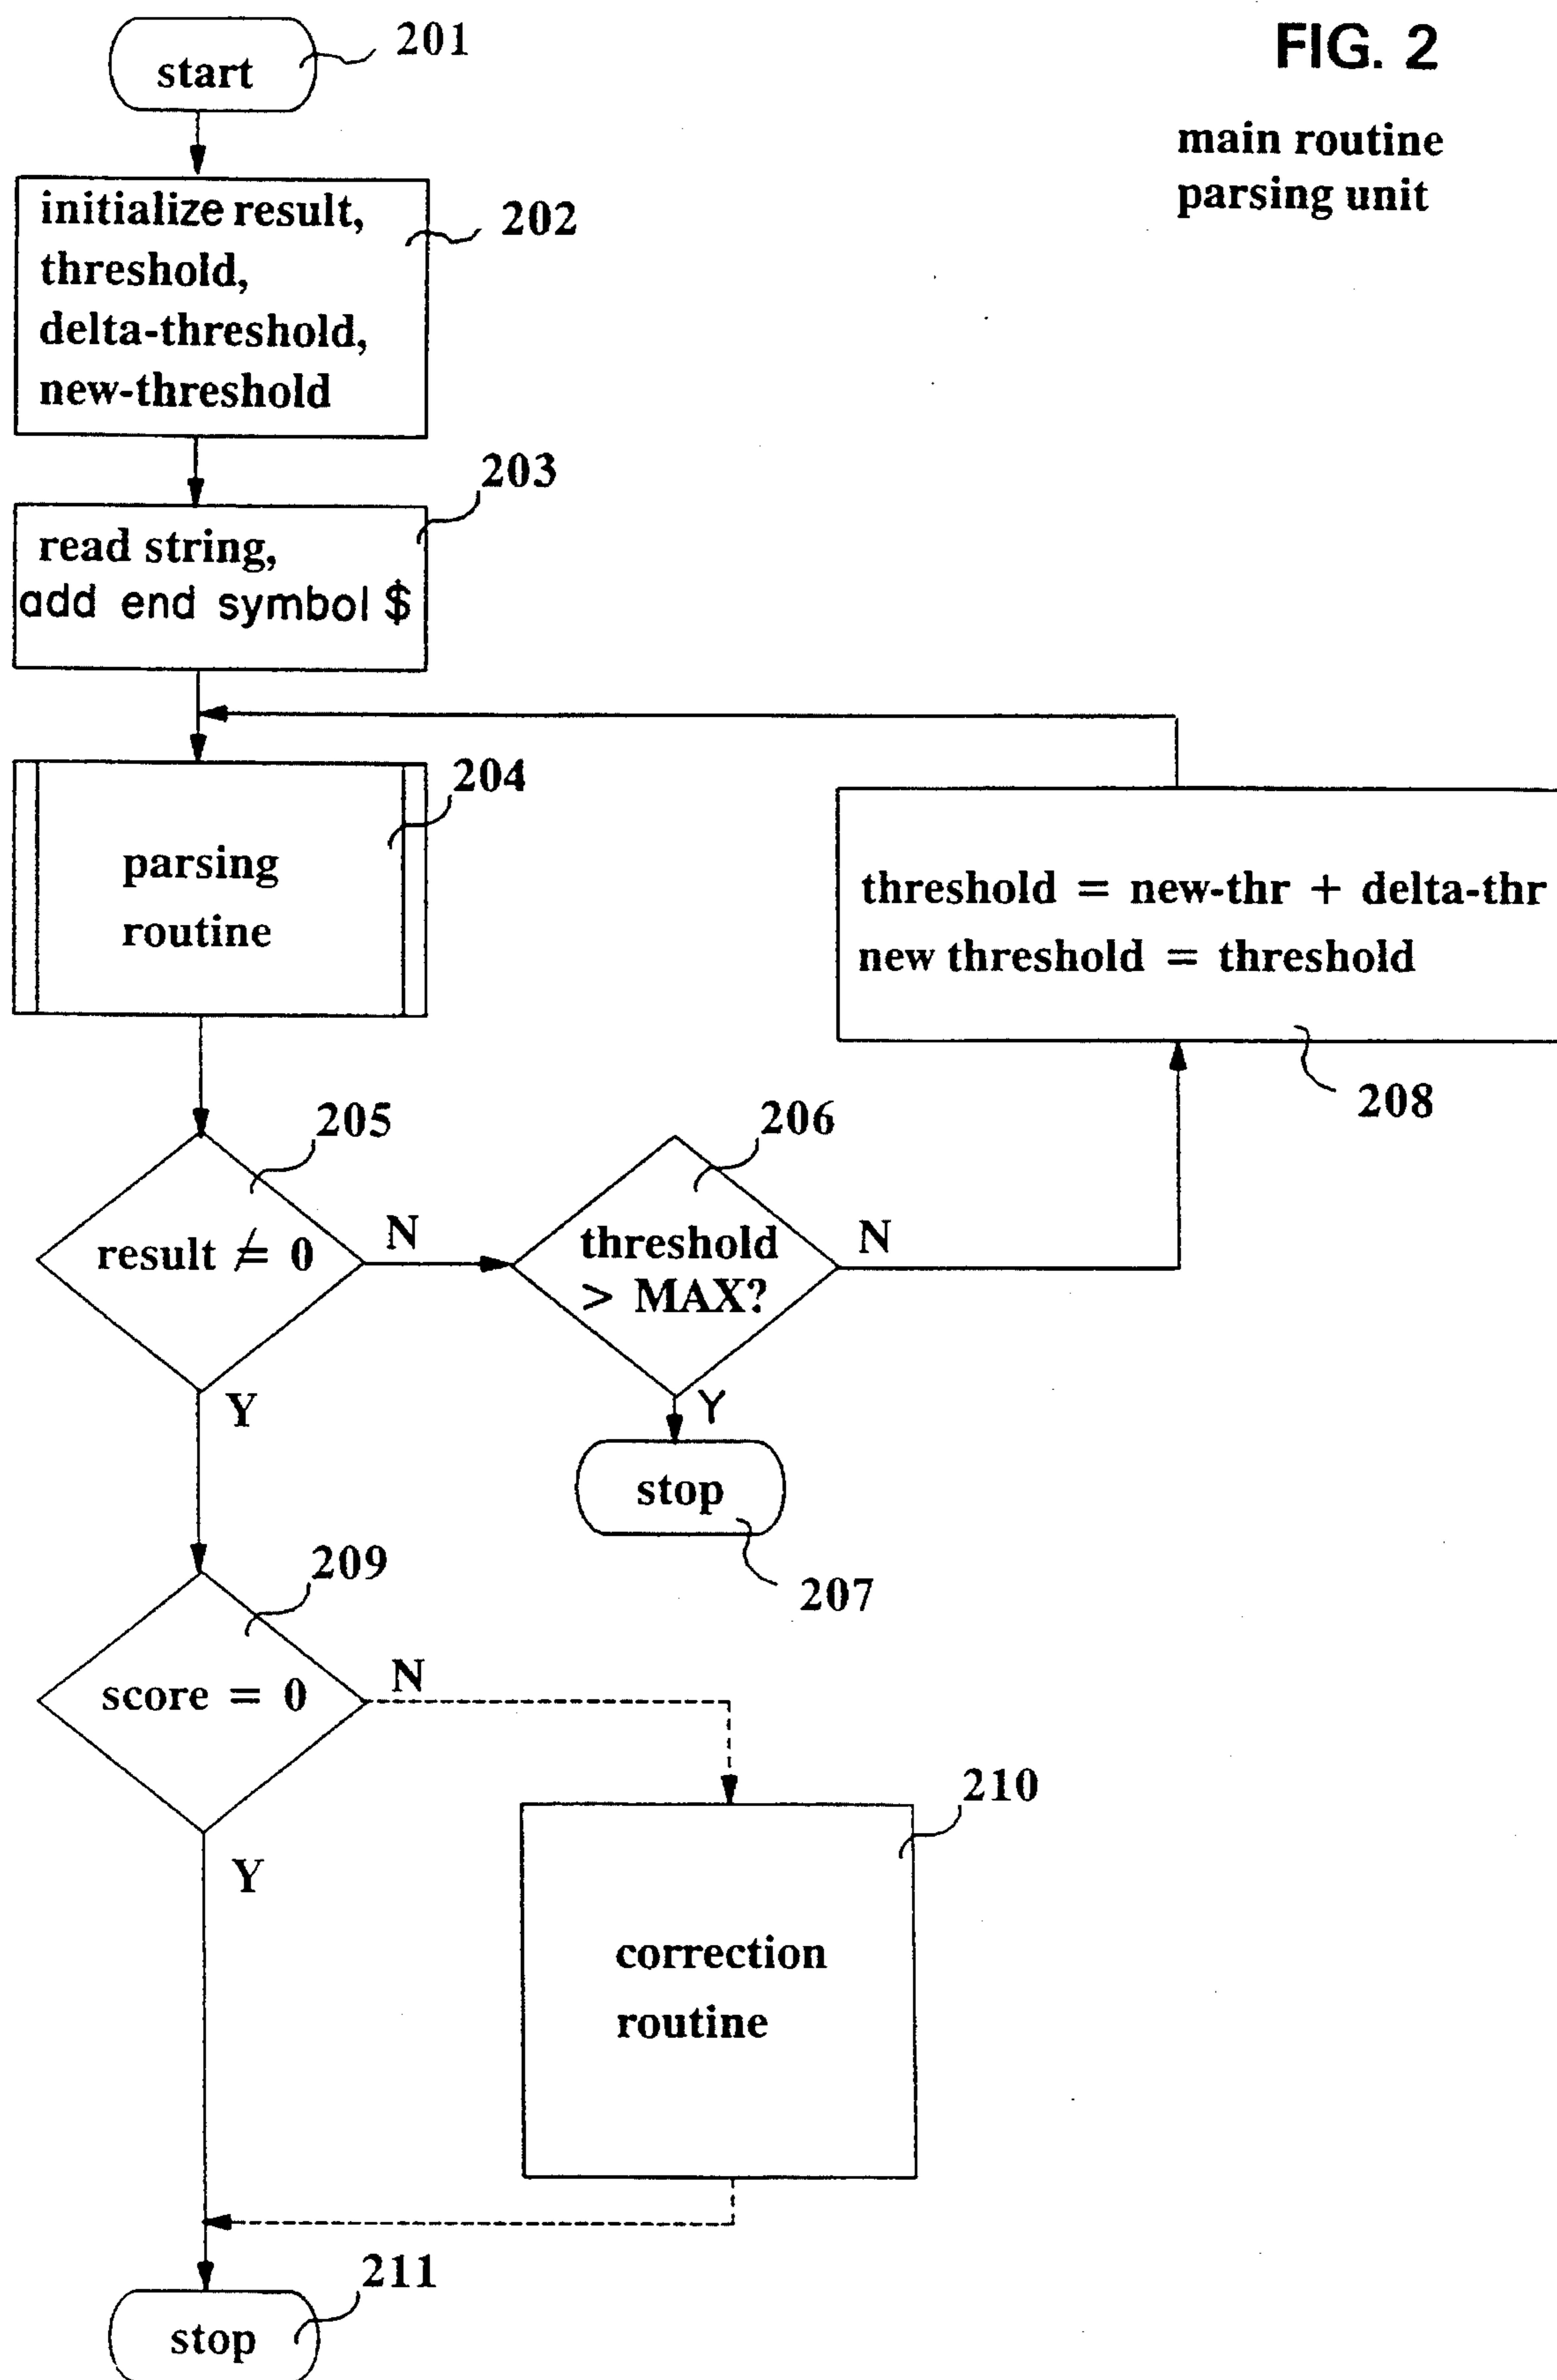 FIG. 2
main routine
parsing unit
201
start
202
initialize result,
threshold,
delta-threshold,
new-threshold
203
read string,
add end symbol $
204
parsing
routine
threshold = new-thr + delta-thr
new threshold = threshold
208
205
result ≠ 0
N
Y
206
threshold
> MAX?
N
Y
stop
207
209
score = 0
N
Y
210
correction
routine
211
stop